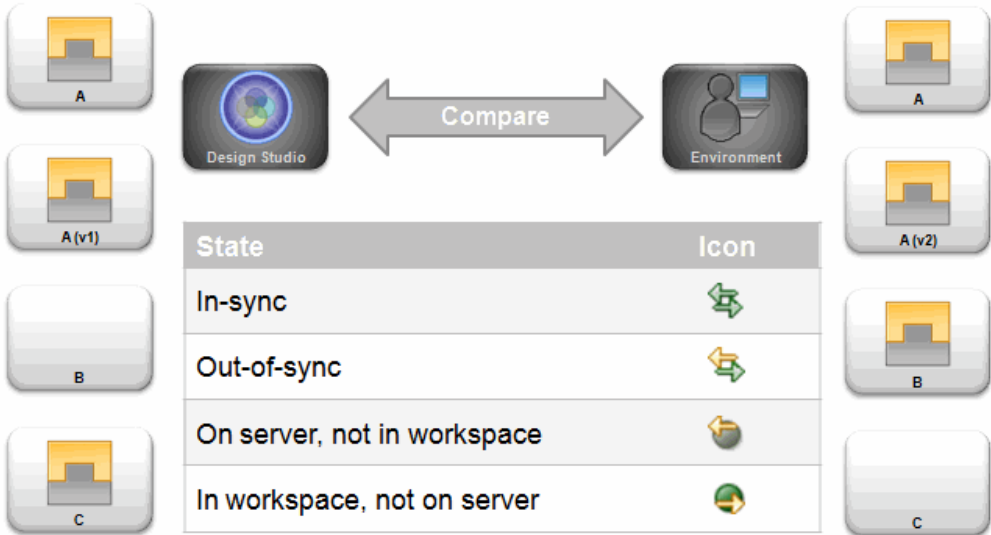 A
A
Compare
Design Studio
Environment
A (v1)
A (v2)
State Icon
In-sync
Out-of-sync
B
B
On server, not in workspace
In workspace, not on server
C
C